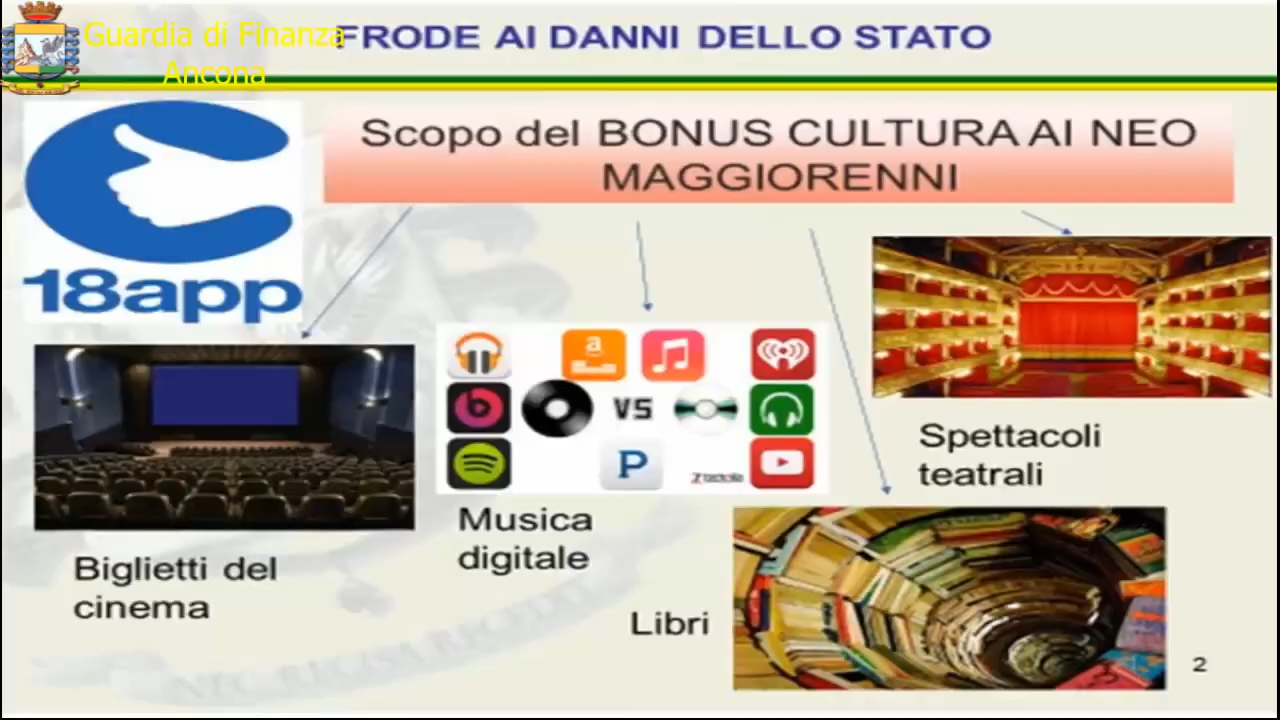 Guardia di Finanza
Ancona
FRODE AI DANNI DELLO STATO
Scopo del BONUS CULTURA AI NEO
MAGGIORENNI
18app
a
VS
P
Spettacoli
teatrali
Musica
digitale
Biglietti del
cinema
Libri
2